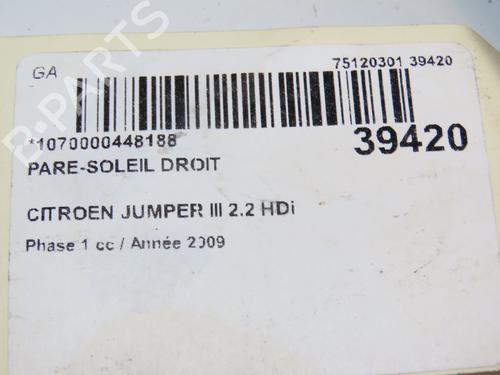 B-PARTS
GA
75120301 39420
*1070000448188
39420
PARE-SOLEIL DROIT
CITROEN JUMPER III 2.2 HDi
Phase 1 cc / Année 2009